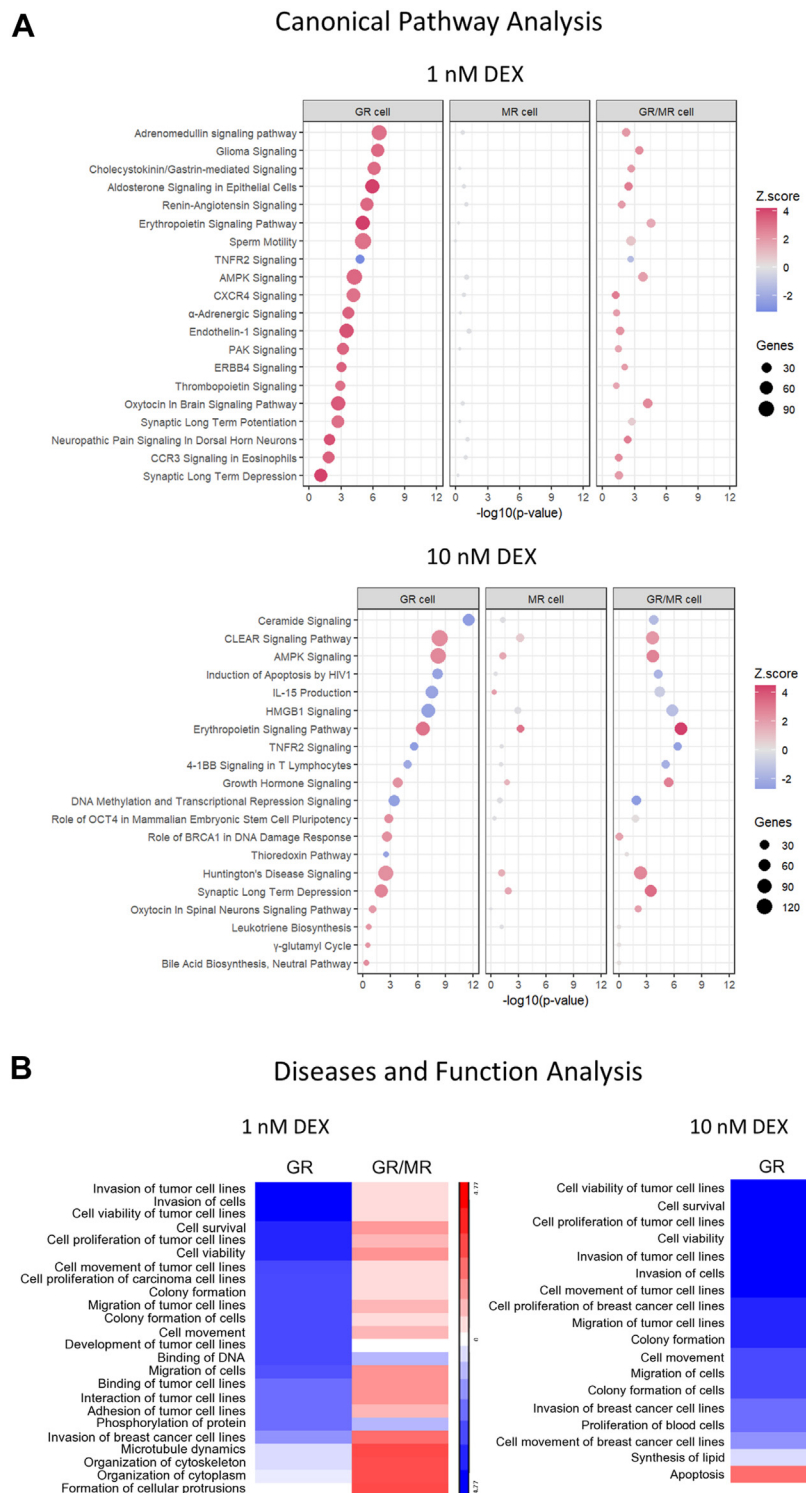 A
Canonical Pathway Analysis
1 nM DEX
GR cell
MR cell
GR/MR cell
Adrenomedullin signaling pathway
Glioma Signaling
Cholecystokinin/Gastrin-mediated Signaling
Aldosterone Signaling in Epithelial Cells
Renin-Angiotensin Signaling
Erythropoietin Signaling Pathway
Sperm Motility
TNFR2 Signaling
AMPK Signaling
CXCR4 Signaling
α-Adrenergic Signaling
Endothelin-1 Signaling
PAK Signaling
ERBB4 Signaling
Thrombopoietin Signaling
Oxytocin In Brain Signaling Pathway
Synaptic Long Term Potentiation
Neuropathic Pain Signaling In Dorsal Horn Neurons
CCR3 Signaling in Eosinophils
Synaptic Long Term Depression
0 3 6 9 12 0 3 6 9 12 0 3 6 9 12
-log10(p-value)
Z.score
4
2
0
-2
Genes
30
60
90
10 nM DEX
GR cell
MR cell
GR/MR cell
Ceramide Signaling
CLEAR Signaling Pathway
AMPK Signaling
Induction of Apoptosis by HIV1
IL-15 Production
HMGB1 Signaling
Erythropoietin Signaling Pathway
TNFR2 Signaling
4-1BB Signaling in T Lymphocytes
Growth Hormone Signaling
DNA Methylation and Transcriptional Repression Signaling
Role of OCT4 in Mammalian Embryonic Stem Cell Pluripotency
Role of BRCA1 in DNA Damage Response
Thioredoxin Pathway
Huntington's Disease Signaling
Synaptic Long Term Depression
Oxytocin In Spinal Neurons Signaling Pathway
Leukotriene Biosynthesis
γ-glutamyl Cycle
Bile Acid Biosynthesis, Neutral Pathway
0 3 6 9 12 0 3 6 9 12 0 3 6 9 12
-log10(p-value)
Z.score
4
2
0
-2
Genes
30
60
90
120
B
Diseases and Function Analysis
1 nM DEX
GR
GR/MR
Invasion of tumor cell lines
Invasion of cells
Cell viability of tumor cell lines
Cell survival
Cell proliferation of tumor cell lines
Cell viability
Cell movement of tumor cell lines
Cell proliferation of carcinoma cell lines
Colony formation
Migration of tumor cell lines
Colony formation of cells
Cell movement
Development of tumor cell lines
Binding of DNA
Migration of cells
Binding of tumor cell lines
Interaction of tumor cell lines
Adhesion of tumor cell lines
Phosphorylation of protein
Invasion of breast cancer cell lines
Microtubule dynamics
Organization of cytoskeleton
Organization of cytoplasm
Formation of cellular protrusions
4.77
4.77
10 nM DEX
GR
Cell viability of tumor cell lines
Cell survival
Cell proliferation of tumor cell lines
Cell viability
Invasion of tumor cell lines
Invasion of cells
Cell movement of tumor cell lines
Cell proliferation of breast cancer cell lines
Migration of tumor cell lines
Colony formation
Cell movement
Migration of cells
Colony formation of cells
Invasion of breast cancer cell lines
Proliferation of blood cells
Cell movement of breast cancer cell lines
Synthesis of lipid
Apoptosis